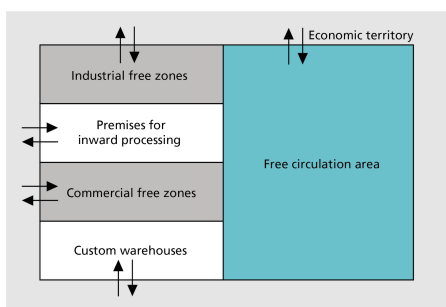 Economic territory
Industrial free zones
Premises for
inward processing
Free circulation area
Commercial free zones
Custom warehouses